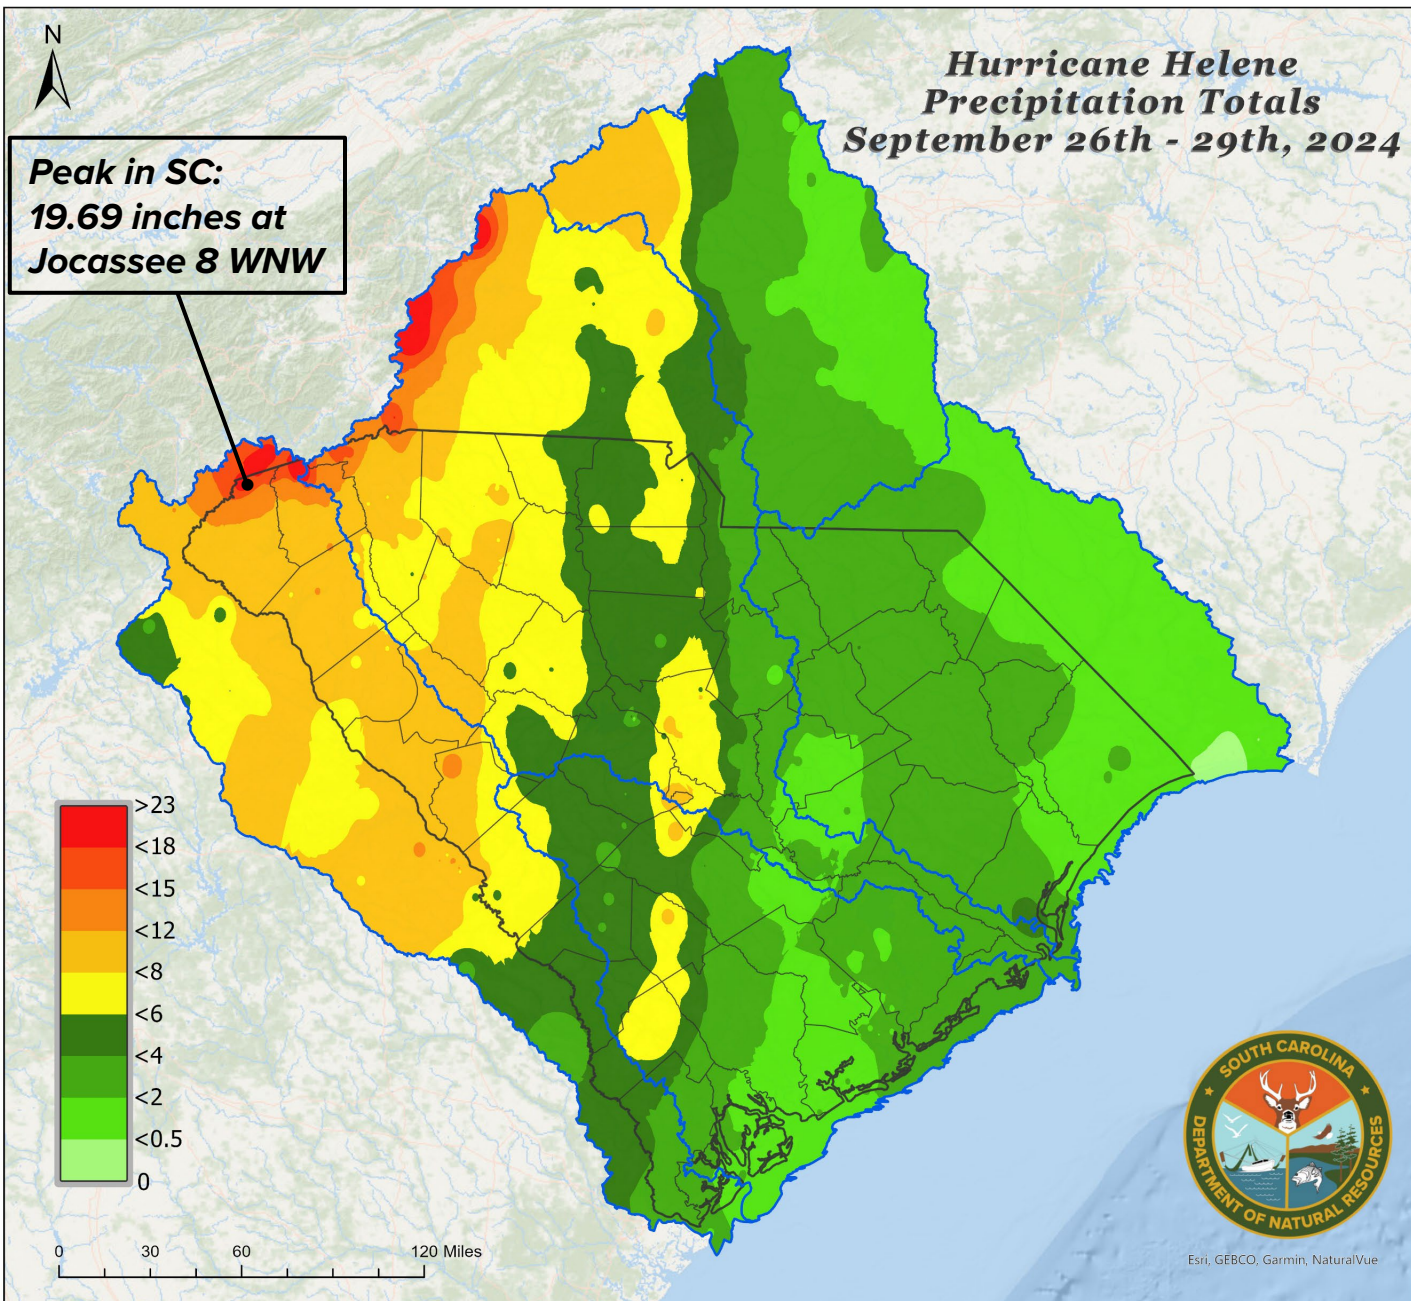 N
Hurricane Helene
Precipitation Totals
September 26th - 29th, 2024
Peak in SC:
19.69 inches at
Jocassee 8 WNW
>23
<18
<15
<12
<8
<6
<4
<2
<0.5
0
0 30 60 120 Miles
SOUTH CAROLINA
DEPARTMENT OF NATURAL RESOURCES
Esri, GEBCO, Garmin, NaturalVue